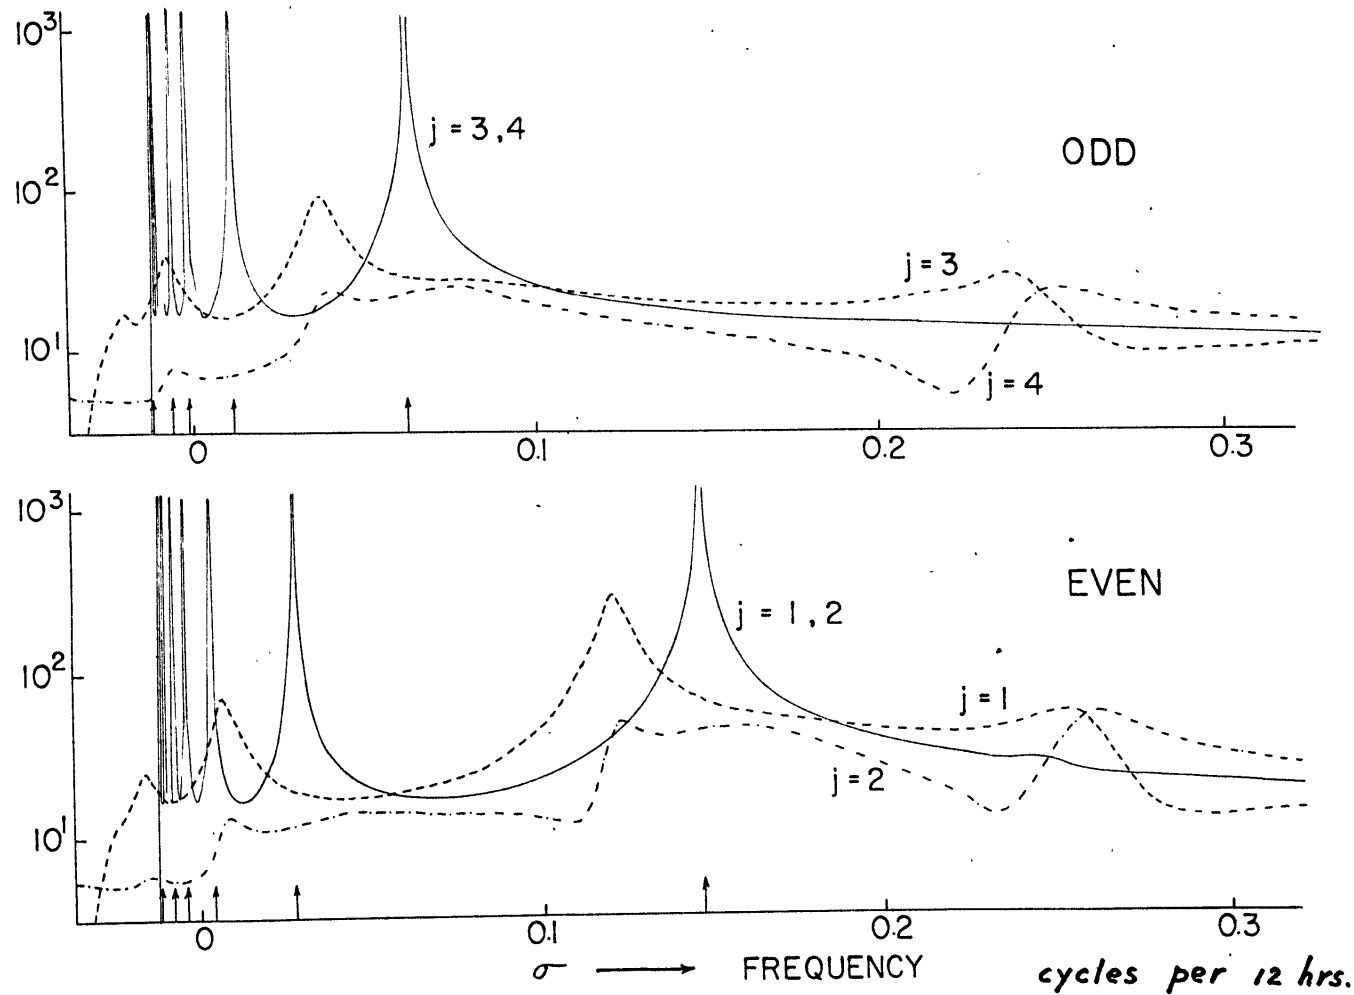 10³
j = 3,4
ODD
10²
j = 3
10¹
j = 4
0 0.1 0.2 0.3
10³
EVEN
j = 1,2
10²
j = 1
j = 2
10¹
0 0.1 0.2 0.3
σ → FREQUENCY cycles per 12 hrs.